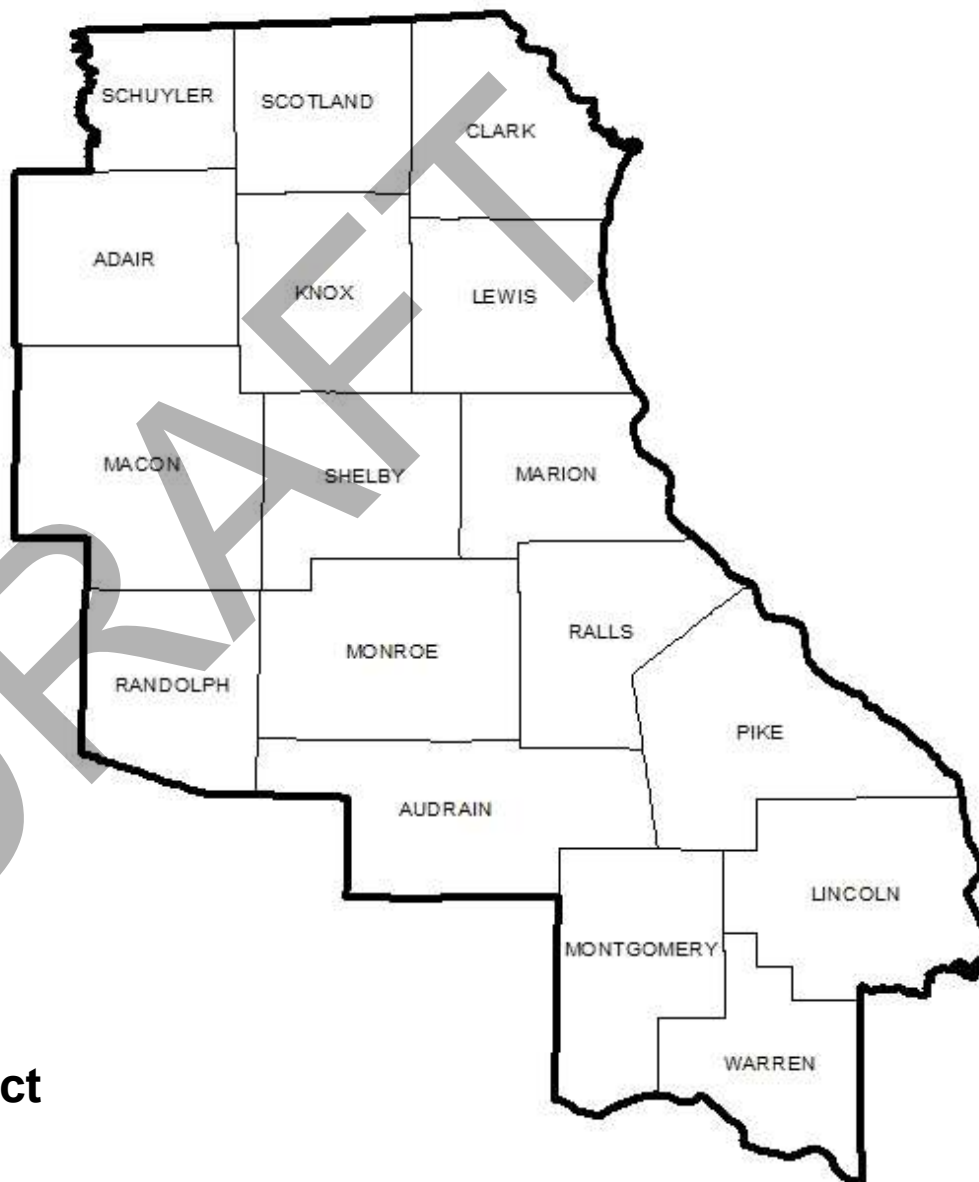 SCHUYLER
SCOTLAND
CLARK
ADAIR
KNOX
LEWIS
MACON
SHELBY
MARION
RANDOLPH
MONROE
RALLS
PIKE
AUDRAIN
LINCOLN
MONTGOMERY
WARREN
ct
DRAFT